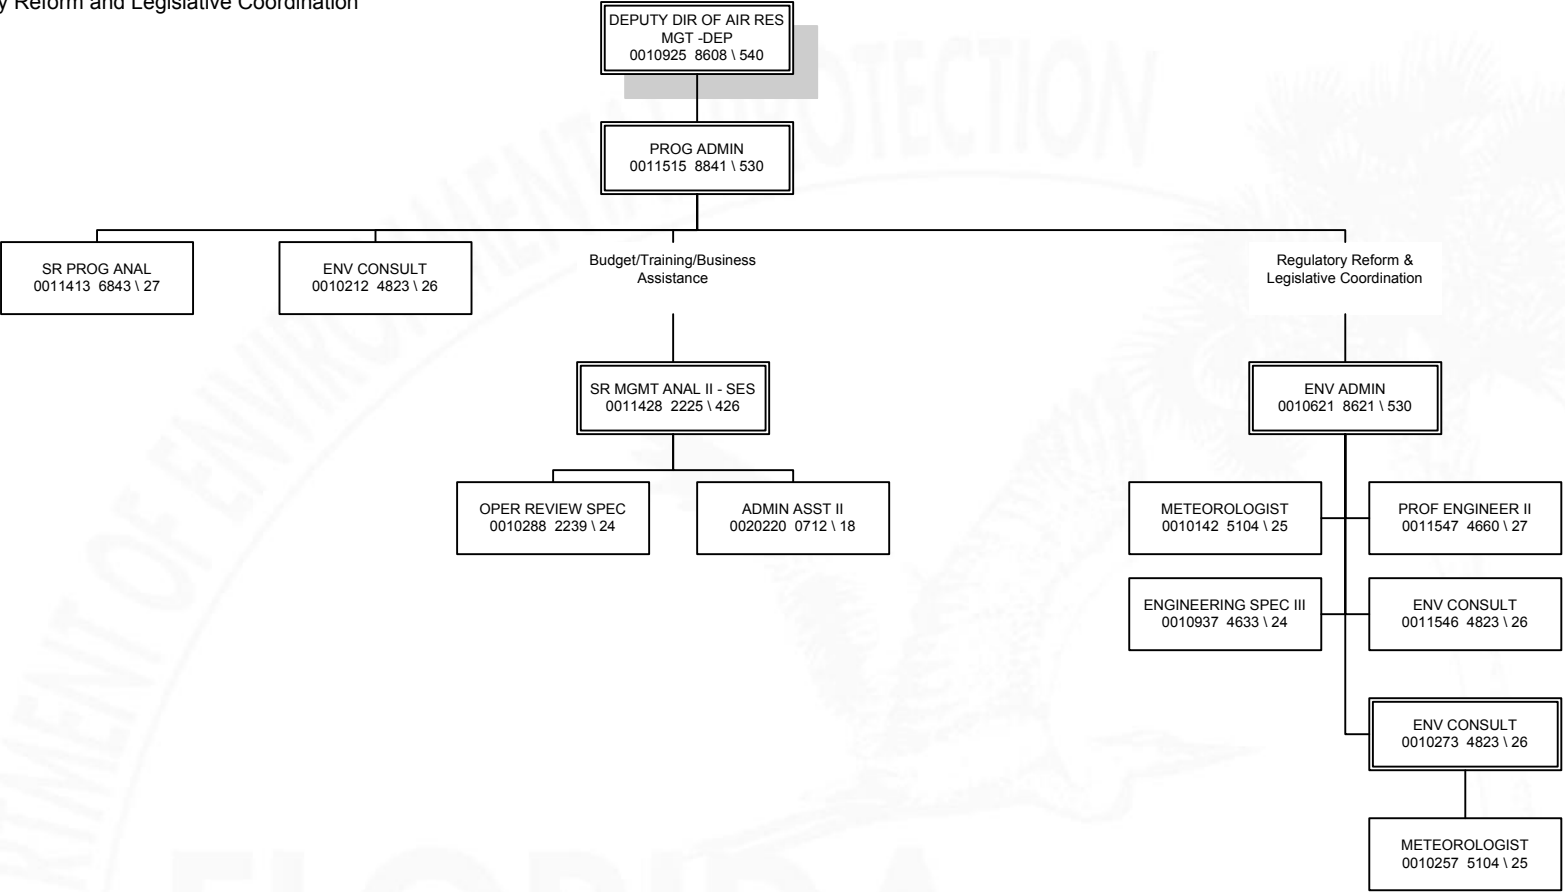 y Reform and Legislative Coordination
DEPUTY DIR OF AIR RES
MGT -DEP
0010925 8608 \ 540
PROG ADMIN
0011515 8841 \ 530
SR PROG ANAL
0011413 6843 \ 27
ENV CONSULT
0010212 4823 \ 26
Budget/Training/Business
Assistance
Regulatory Reform &
Legislative Coordination
SR MGMT ANAL II - SES
0011428 2225 \ 426
ENV ADMIN
0010621 8621 \ 530
OPER REVIEW SPEC
0010288 2239 \ 24
ADMIN ASST II
0020220 0712 \ 18
METEOROLOGIST
0010142 5104 \ 25
PROF ENGINEER II
0011547 4660 \ 27
ENGINEERING SPEC III
0010937 4633 \ 24
ENV CONSULT
0011546 4823 \ 26
ENV CONSULT
0010273 4823 \ 26
METEOROLOGIST
0010257 5104 \ 25